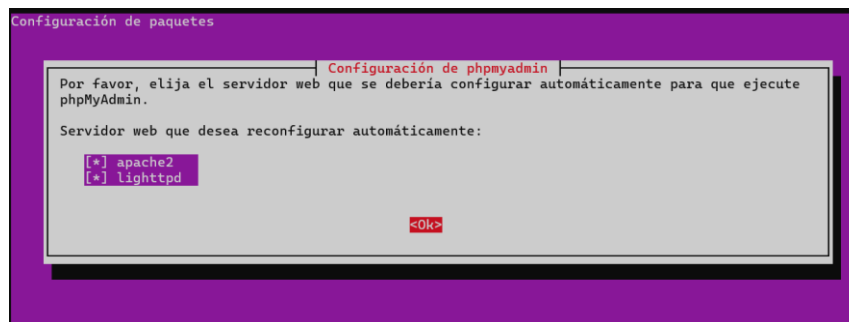 Configuración de paquetes
Configuración de phpmyadmin
Por favor, elija el servidor web que se debería configurar automáticamente para que ejecute
phpMyAdmin.
Servidor web que desea reconfigurar automáticamente:
[*] apache2
[*] lighttpd
<Ok>